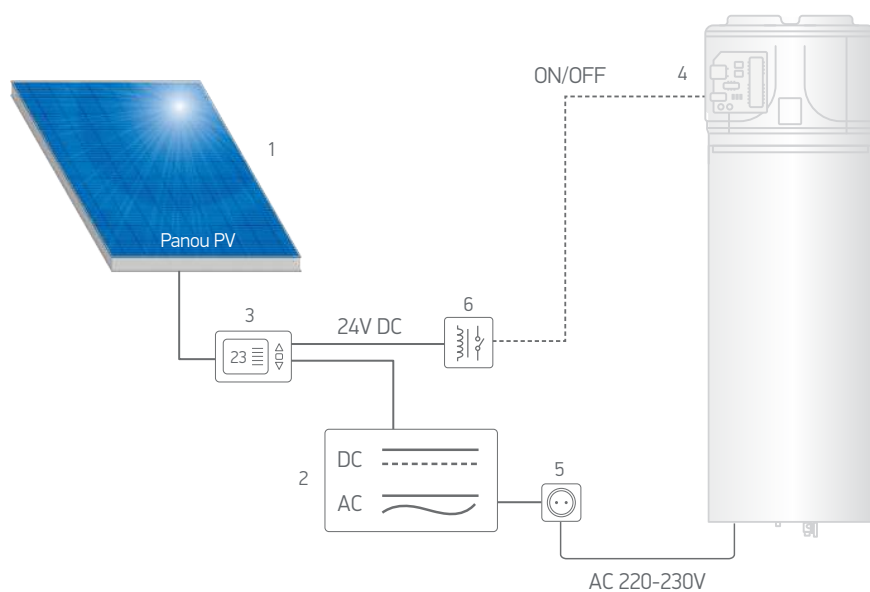 ON/OFF
4
1
Panou PV
3
24V DC
6
23
2
DC
AC
5
AC 220-230V